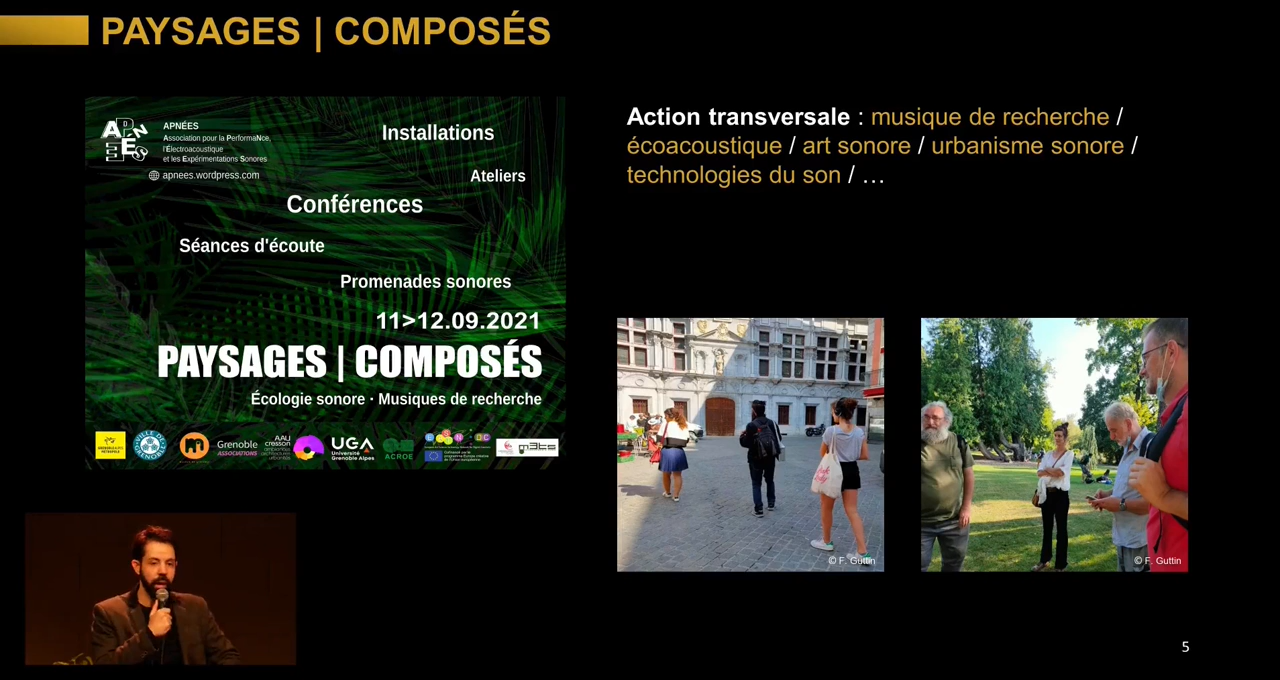 PAYSAGES | COMPOSÉS
APNÉES
Association pour la PerformaNce,
l'Électroacoustique
et les Expérimentations Sonores
apnees.wordpress.com
Installations
Ateliers
Conférences
Séances d'écoute
Promenades sonores
11>12.09.2021
PAYSAGES | COMPOSÉS
Écologie sonore · Musiques de recherche
VILLE DE GRENOBLE
Grenoble
ASSOCIATIONS
AAU
cresson
UGA
Université
Grenoble Alpes
ACROE
Action transversale : musique de recherche /
écoacoustique / art sonore / urbanisme sonore /
technologies du son / …
© F. Guttin
© F. Guttin
5